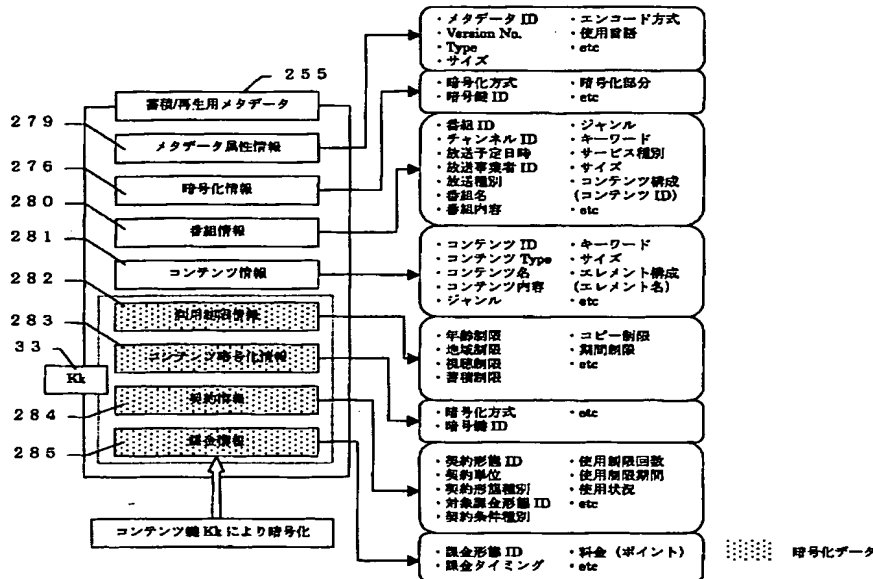 ・メタデータ ID ・エンコード方式
・Version No. ・使用言語
・Type ・etc
・サイズ
・暗号化方式 ・暗号化部分
・暗号鍵 ID ・etc
・番組 ID ・ジャンル
・チャンネル ID ・キーワード
・放送予定日時 ・サービス種別
・放送事業者 ID ・サイズ
・放送種別 ・コンテンツ構成
・番組名 (コンテンツ ID)
・番組内容 ・etc
・コンテンツ ID ・キーワード
・コンテンツ Type ・サイズ
・コンテンツ名 ・エレメント構成
・コンテンツ内容 (エレメント名)
・ジャンル ・etc
・年齢制限 ・コピー制限
・地域制限 ・期間制限
・視聴制限 ・etc
・蓄積制限
・暗号化方式 ・etc
・暗号鍵 ID
・契約形態 ID ・使用制限回数
・契約単位 ・使用制限期間
・契約形態種別 ・使用状況
・対象課金形態 ID ・etc
・契約条件種別
・課金形態 ID ・料金（ポイント）
・課金タイミング ・etc
255
蓄積/再生用メタデータ
279
メタデータ属性情報
276
暗号化情報
280
番組情報
281
コンテンツ情報
282
利用制限情報
283
コンテンツ暗号化情報
33
Kk
284
契約情報
285
課金情報
コンテンツ鍵 Kk により暗号化
暗号化データ